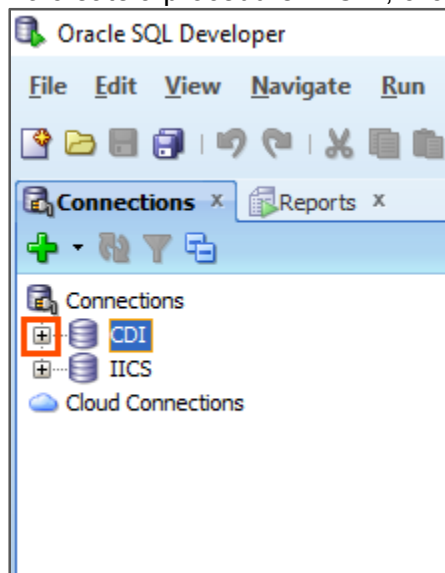 Oracle SQL Developer
File Edit View Navigate Run
Connections x Reports x
Connections
CDI
IICS
Cloud Connections